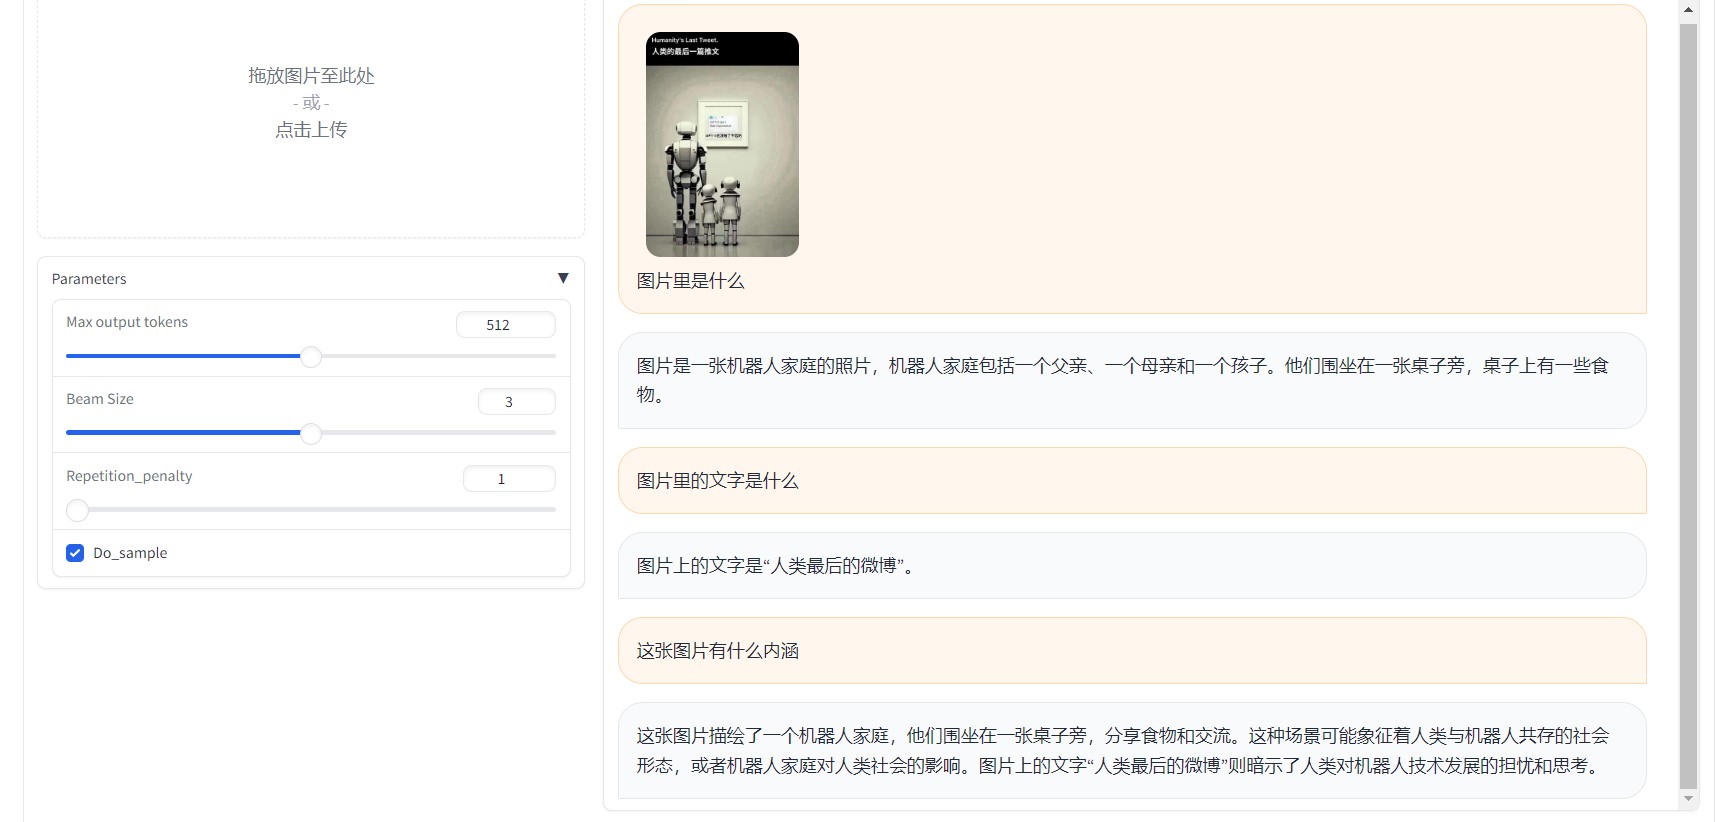 拖放图片至此处
- 或 -
点击上传
Parameters
▼
Max output tokens
512
Beam Size
3
Repetition_penalty
1
Do_sample
Humanity's Last Tweet.
人类的最后一篇推文
图片里是什么
图片是一张机器人家庭的照片，机器人家庭包括一个父亲、一个母亲和一个孩子。他们围坐在一张桌子旁，桌子上有一些食
物。
图片里的文字是什么
图片上的文字是“人类最后的微博”。
这张图片有什么内涵
这张图片描绘了一个机器人家庭，他们围坐在一张桌子旁，分享食物和交流。这种场景可能象征着人类与机器人共存的社会
形态，或者机器人家庭对人类社会的影响。图片上的文字“人类最后的微博”则暗示了人类对机器人技术发展的担忧和思考。